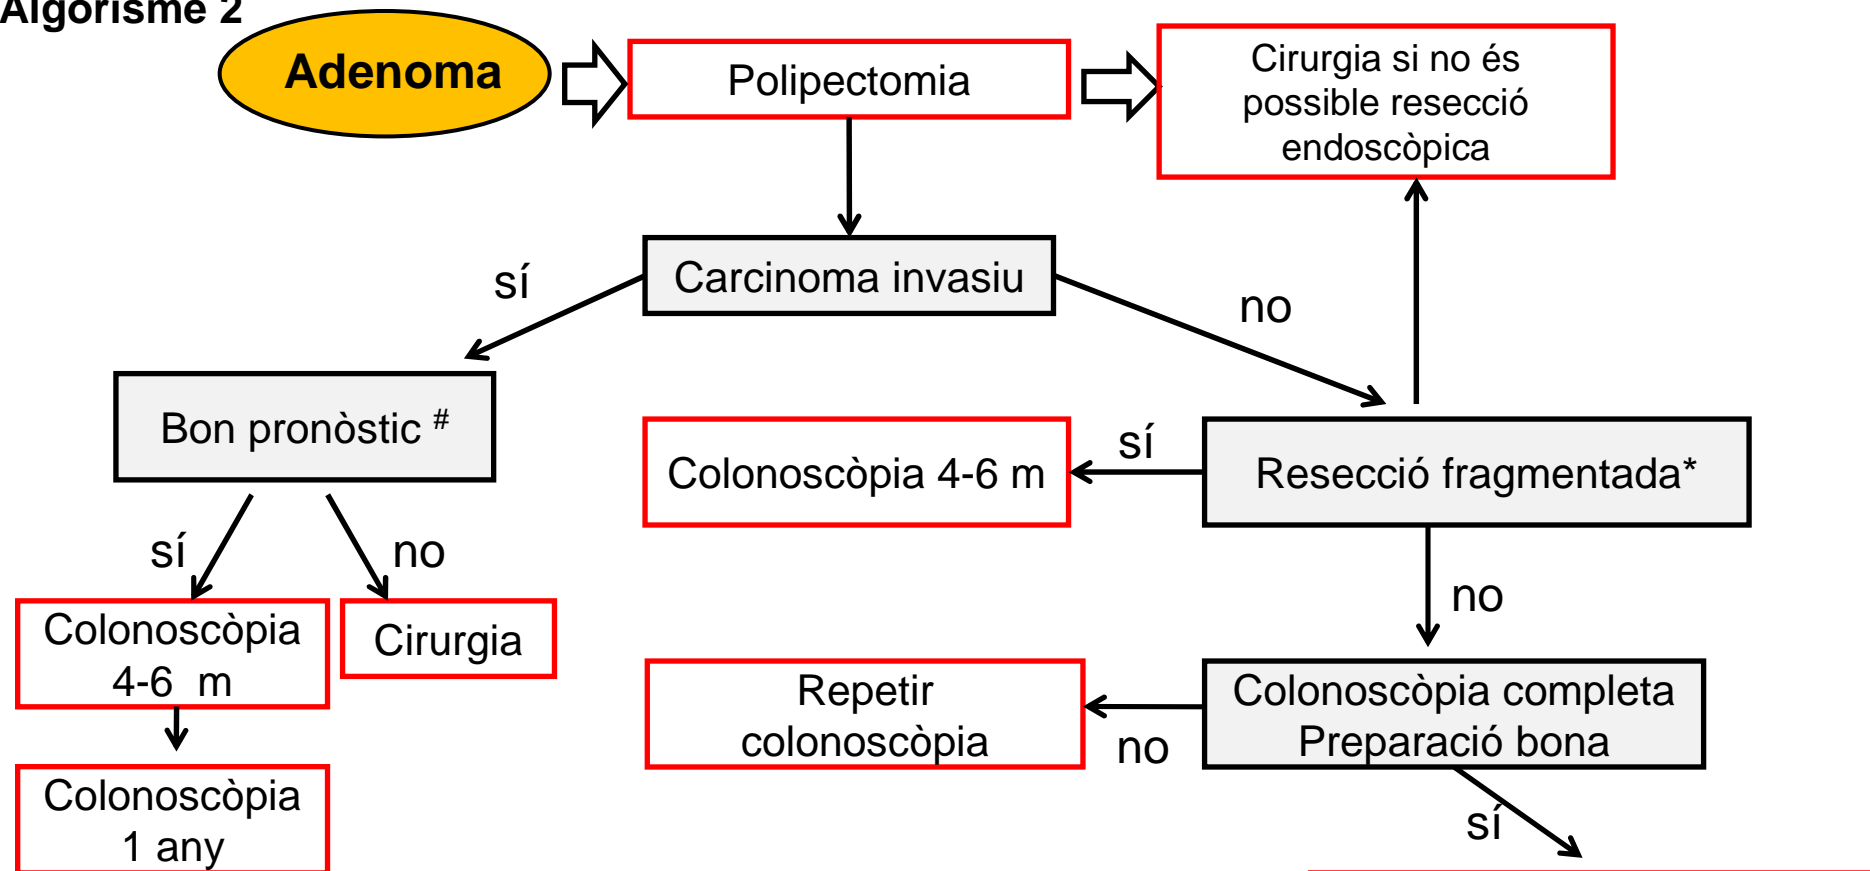 Algorisme 2
Adenoma
Polipectomia
Cirurgia si no és
possible resecció
endoscòpica
Carcinoma invasiu
sí
no
Bon pronòstic #
Colonoscòpia 4-6 m
sí
Resecció fragmentada*
sí
no
no
Colonoscòpia
4-6 m
Cirurgia
Repetir
colonoscòpia
no
Colonoscòpia completa
Preparació bona
sí
Colonoscòpia
1 any